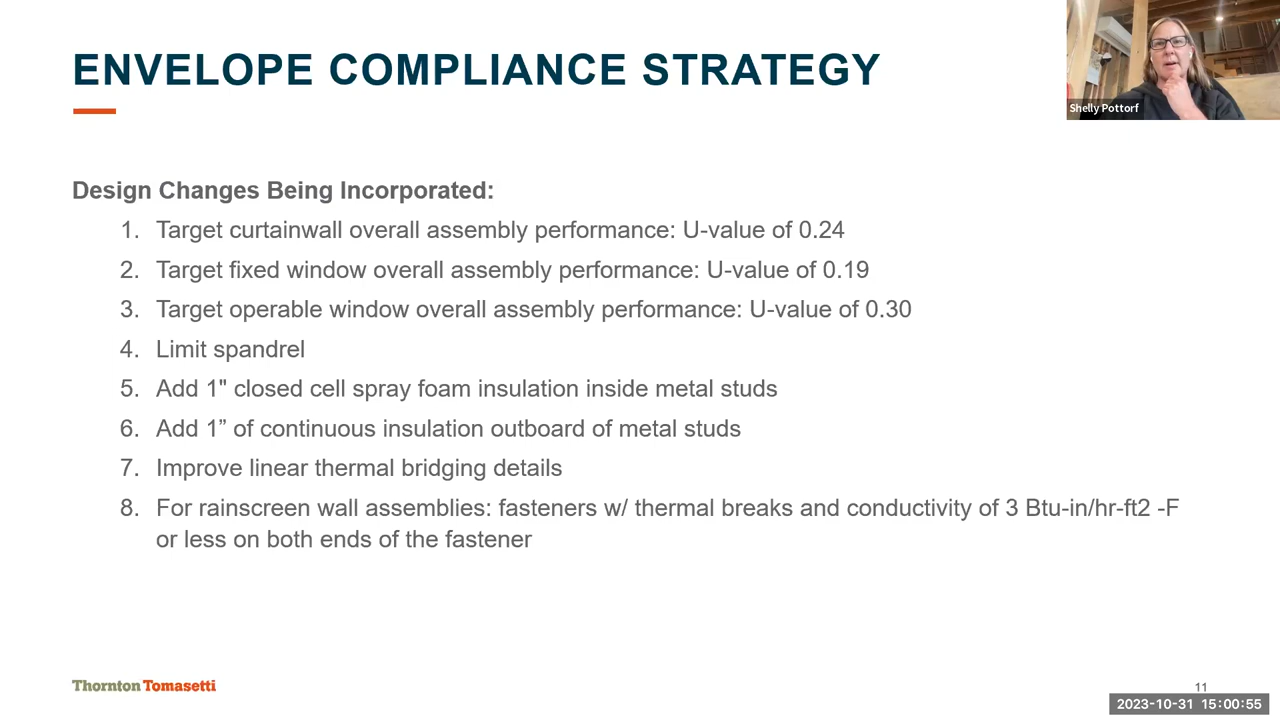 ENVELOPE COMPLIANCE STRATEGY
Shelly Pottorf
Design Changes Being Incorporated:
1. Target curtainwall overall assembly performance: U-value of 0.24
2. Target fixed window overall assembly performance: U-value of 0.19
3. Target operable window overall assembly performance: U-value of 0.30
4. Limit spandrel
5. Add 1" closed cell spray foam insulation inside metal studs
6. Add 1” of continuous insulation outboard of metal studs
7. Improve linear thermal bridging details
8. For rainscreen wall assemblies: fasteners w/ thermal breaks and conductivity of 3 Btu-in/hr-ft2 -F
or less on both ends of the fastener
Thornton Tomasetti
11
2023-10-31 15:00:55